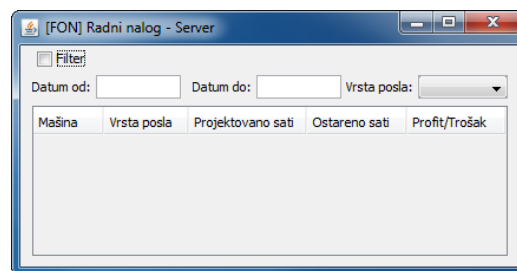 [FON] Radni nalog - Server
Filter
Datum od: Datum do: Vrsta posla:
Mašina Vrsta posla Projektovano sati Ostareno sati Profit/Trošak